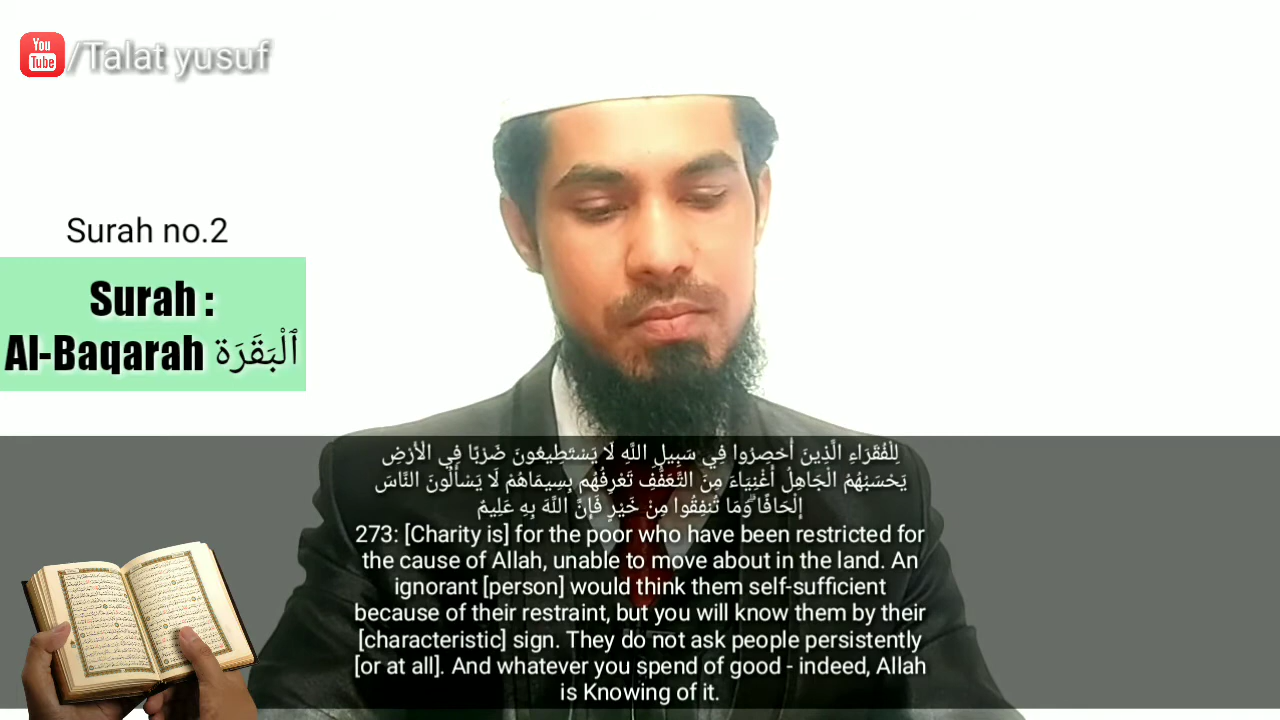 You
Tube
/Talat yusuf
Surah no.2
Surah :
Al-Baqarah ٱلْبَقَرَة
لِلْفُقَرَاءِ الَّذِينَ أُحْصِرُوا فِي سَبِيلِ اللَّهِ لَا يَسْتَطِيعُونَ ضَرْبًا فِي الْأَرْضِ
يَحْسَبُهُمُ الْجَاهِلُ أَغْنِيَاءَ مِنَ التَّعَفُّفِ تَعْرِفُهُم بِسِيمَاهُمْ لَا يَسْأَلُونَ النَّاسَ
إِلْحَافًا ۗ وَمَا تُنفِقُوا مِنْ خَيْرٍ فَإِنَّ اللَّهَ بِهِ عَلِيمٌ
273: [Charity is] for the poor who have been restricted for
the cause of Allah, unable to move about in the land. An
ignorant [person] would think them self-sufficient
because of their restraint, but you will know them by their
[characteristic] sign. They do not ask people persistently
[or at all]. And whatever you spend of good - indeed, Allah
is Knowing of it.